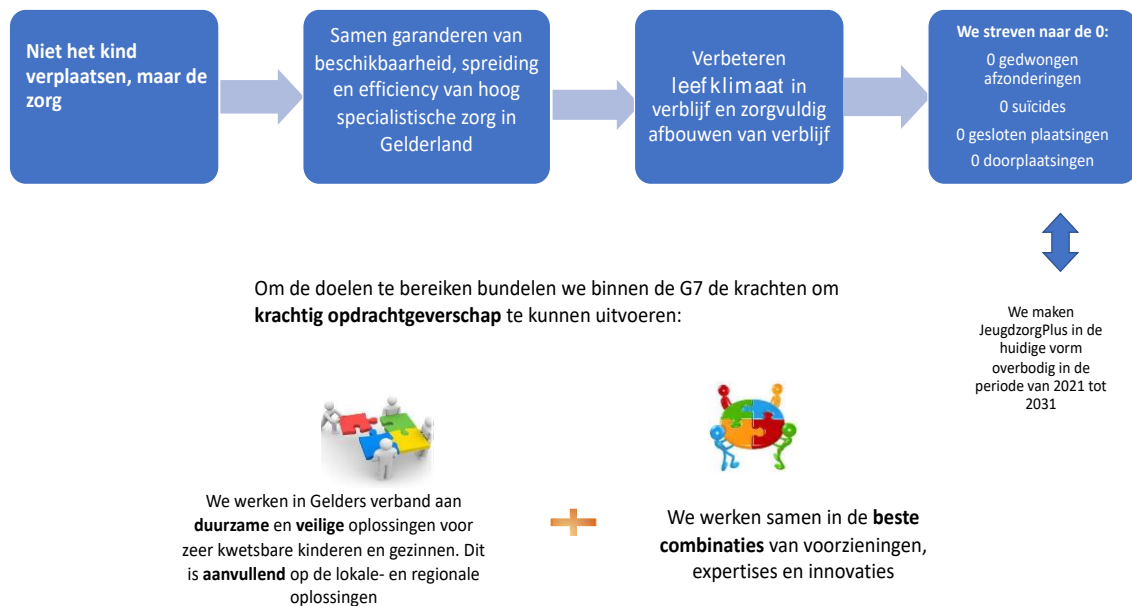 Niet het kind
verplaatsen, maar de
zorg
Samen garanderen van
beschikbaarheid, spreiding
en efficiency van hoog
specialistische zorg in
Gelderland
Verbeteren
leefklimaat in
verblijf en zorgvuldig
afbouwen van verblijf
We streven naar de 0:
0 gedwongen
afzonderingen
0 suïcides
0 gesloten plaatsingen
0 doorplaatsingen
We maken
JeugdzorgPlus in de
huidige vorm
overbodig in de
periode van 2021 tot
2031
Om de doelen te bereiken bundelen we binnen de G7 de krachten om
krachtig opdrachtgeverschap te kunnen uitvoeren:
We werken in Gelders verband aan
duurzame en veilige oplossingen voor
zeer kwetsbare kinderen en gezinnen. Dit
is aanvullend op de lokale- en regionale
oplossingen
We werken samen in de beste
combinaties van voorzieningen,
expertises en innovaties